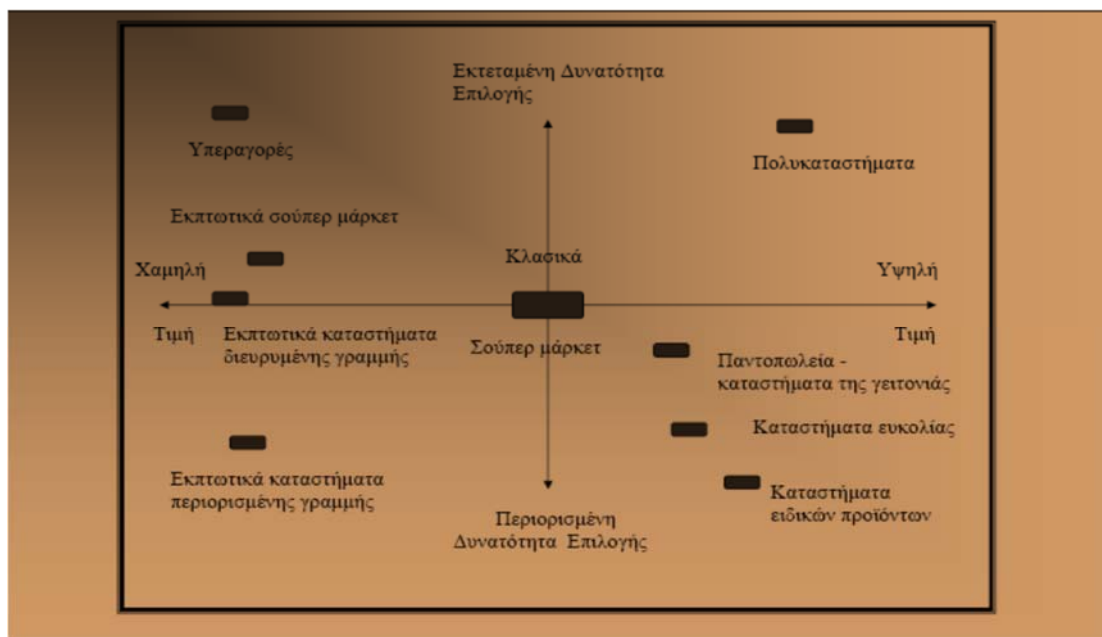 Εκτεταμένη Δυνατότητα
Επιλογής
Υπεραγορές
Πολυκαταστήματα
Εκπτωτικά σούπερ μάρκετ
Κλασικά
Χαμηλή
Υψηλή
Τιμή
Εκπτωτικά καταστήματα
διευρυμένης γραμμής
Σούπερ μάρκετ
Τιμή
Παντοπωλεία -
καταστήματα της γειτονιάς
Καταστήματα ευκολίας
Εκπτωτικά καταστήματα
περιορισμένης γραμμής
Καταστήματα
ειδικών προϊόντων
Περιορισμένη
Δυνατότητα Επιλογής